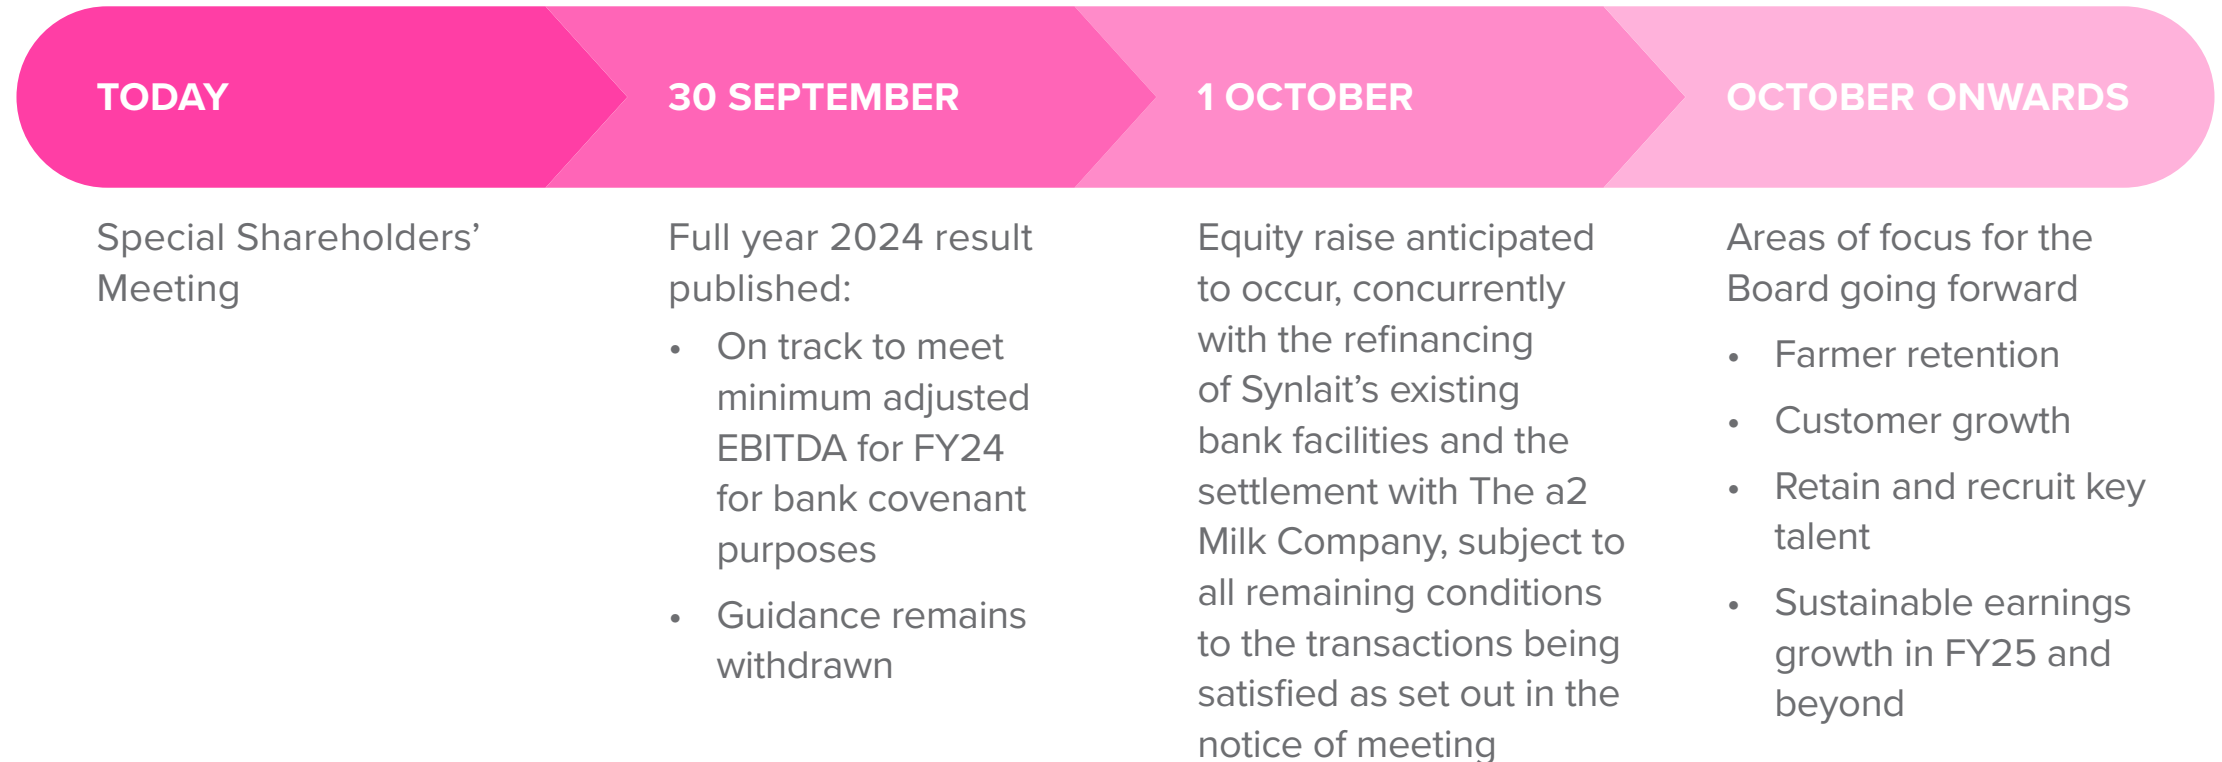 TODAY
Special Shareholders’
Meeting
30 SEPTEMBER
Full year 2024 result
published:
• On track to meet
minimum adjusted
EBITDA for FY24
for bank covenant
purposes
• Guidance remains
withdrawn
1 OCTOBER
Equity raise anticipated
to occur, concurrently
with the refinancing
of Synlait’s existing
bank facilities and the
settlement with The a2
Milk Company, subject to
all remaining conditions
to the transactions being
satisfied as set out in the
notice of meeting
OCTOBER ONWARDS
Areas of focus for the
Board going forward
• Farmer retention
• Customer growth
• Retain and recruit key
talent
• Sustainable earnings
growth in FY25 and
beyond